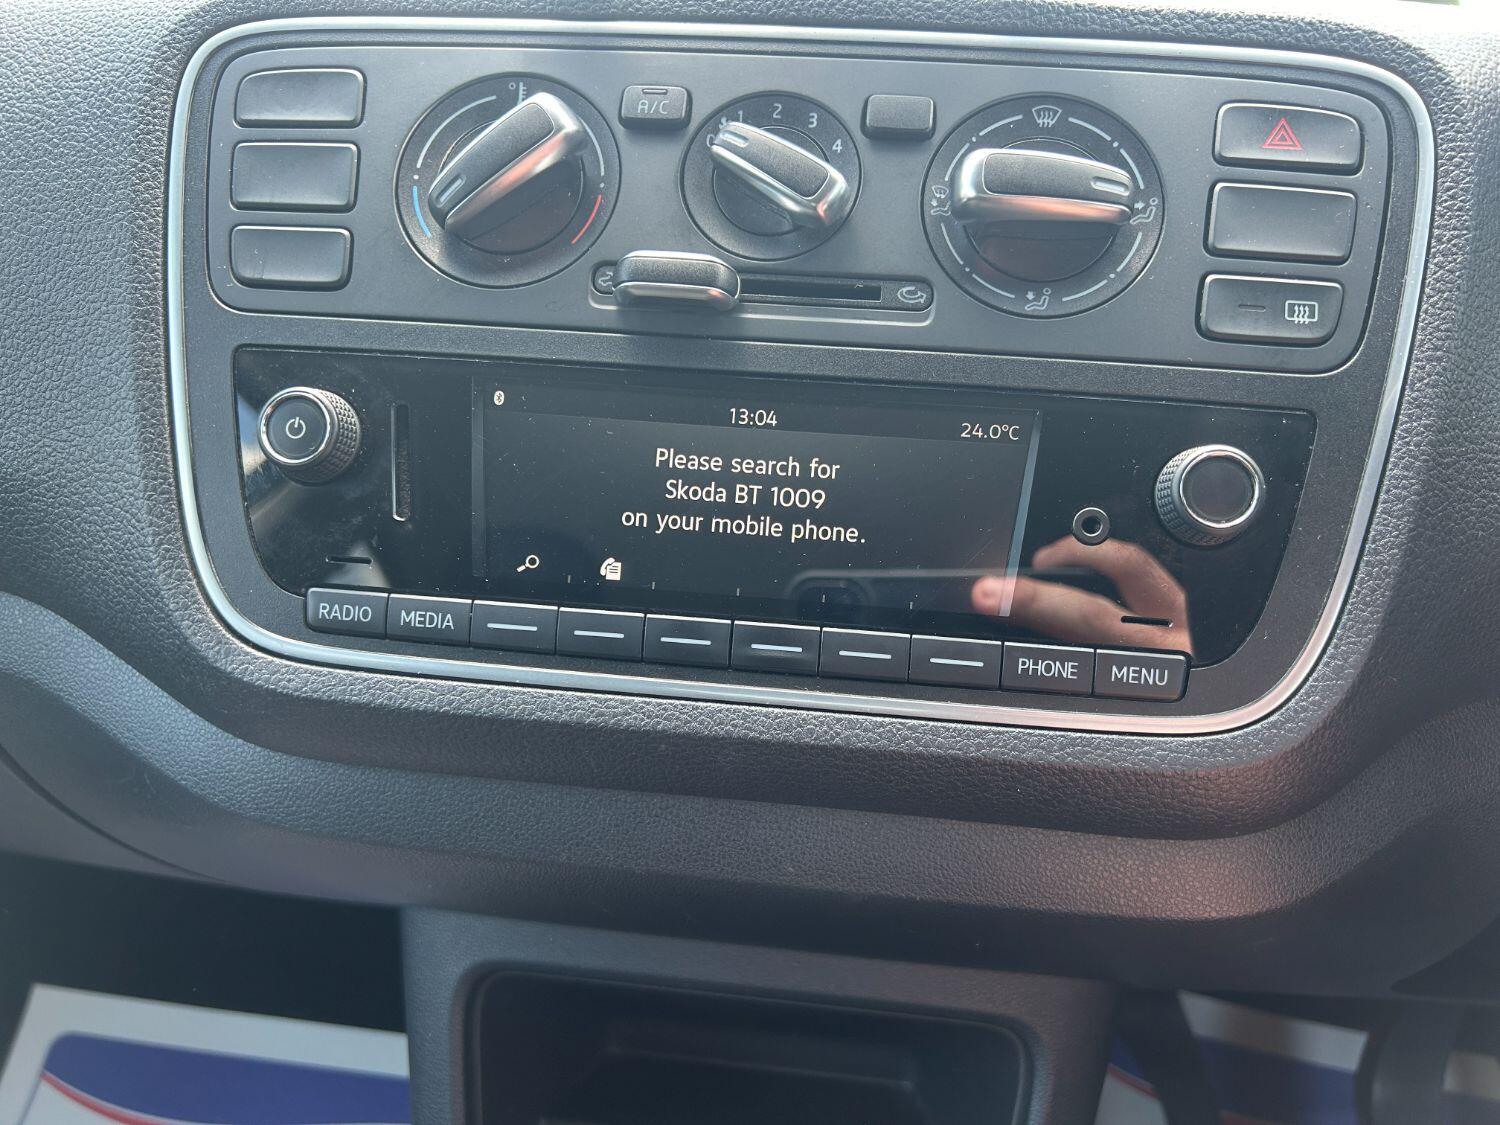 A/C
1 2 3 4
13:04
24.0°C
Please search for
Skoda BT 1009
on your mobile phone.
RADIO MEDIA PHONE MENU